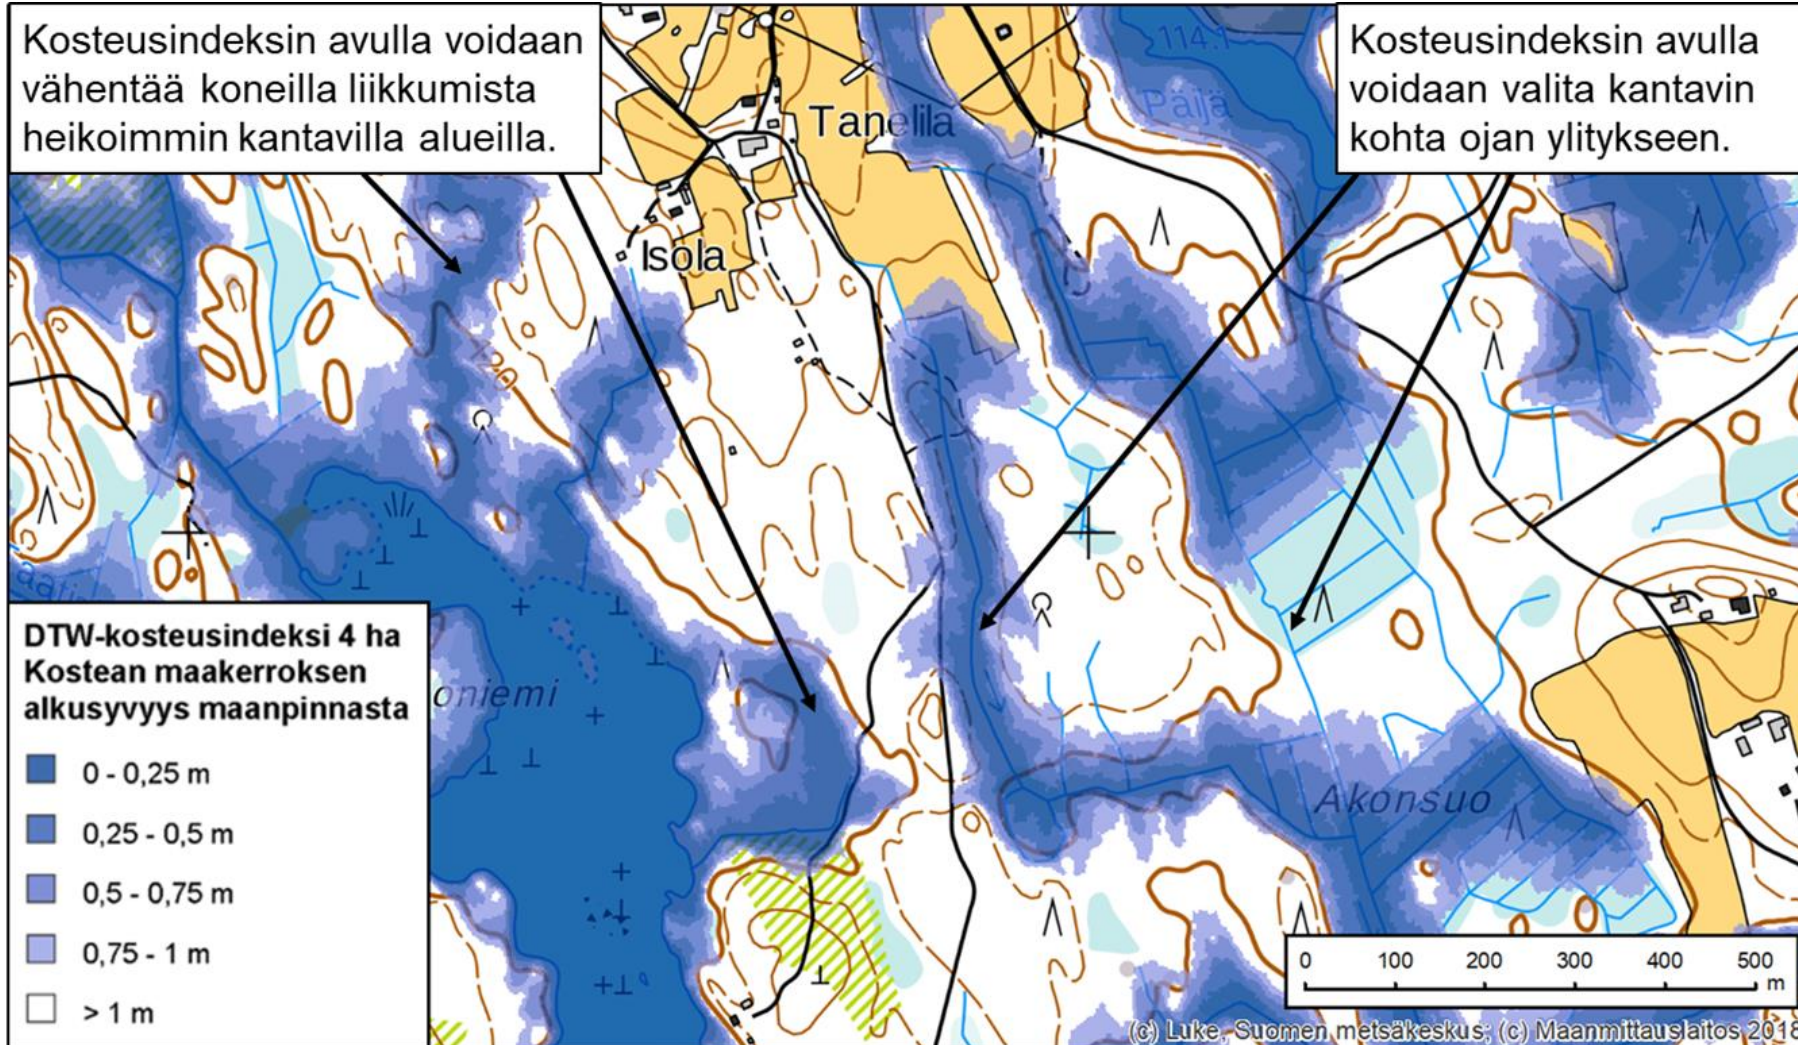 Kosteusindeksin avulla voidaan
vähentää koneilla liikkumista
heikoimmin kantavilla alueilla.
Kosteusindeksin avulla
voidaan valita kantavin
kohta ojan ylitykseen.
114.1
Päijä
Tanelila
Isola
120
oniemi
Akonsuo
DTW-kosteusindeksi 4 ha
Kostean maakerroksen
alkusyvyys maanpinnasta
0 - 0,25 m
0,25 - 0,5 m
0,5 - 0,75 m
0,75 - 1 m
> 1 m
0 100 200 300 400 500
m
(c) Luke, Suomen metsäkeskus; (c) Maanmittauslaitos 2018